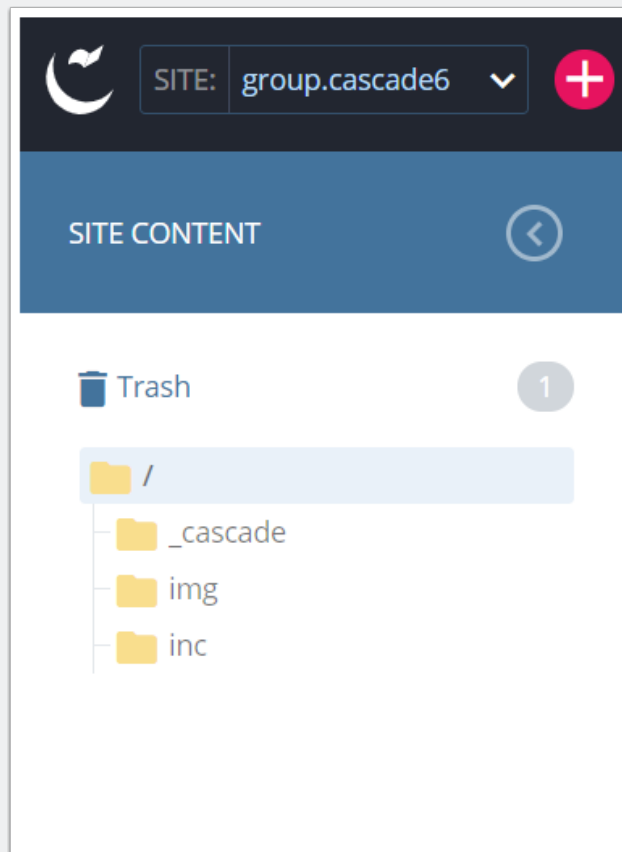 SITE: group.cascade6
SITE CONTENT
Trash 1
/
_cascade
img
inc